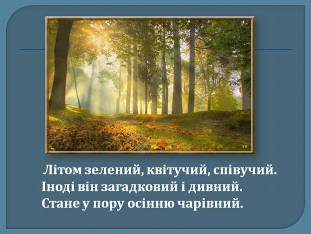 Літом зелений, квітучий, співучий.
Іноді він загадковий і дивний.
Стане у пору осінню чарівний.